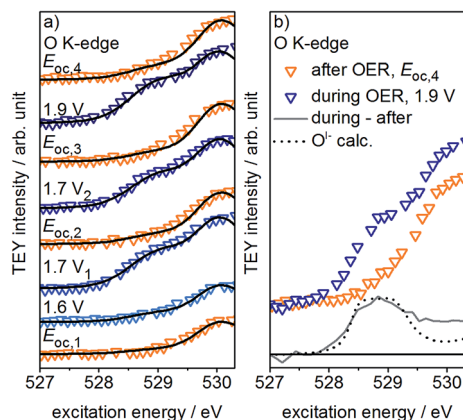 a)
O K-edge
E_oc,4
1.9 V
E_oc,3
1.7 V_2
E_oc,2
1.7 V_1
1.6 V
E_oc,1
TEY intensity / arb. unit
527 528 529 530
excitation energy / eV
b)
O K-edge
after OER, E_oc,4
during OER, 1.9 V
during - after
O^I- calc.
TEY intensity / arb. unit
527 528 529 530
excitation energy / eV